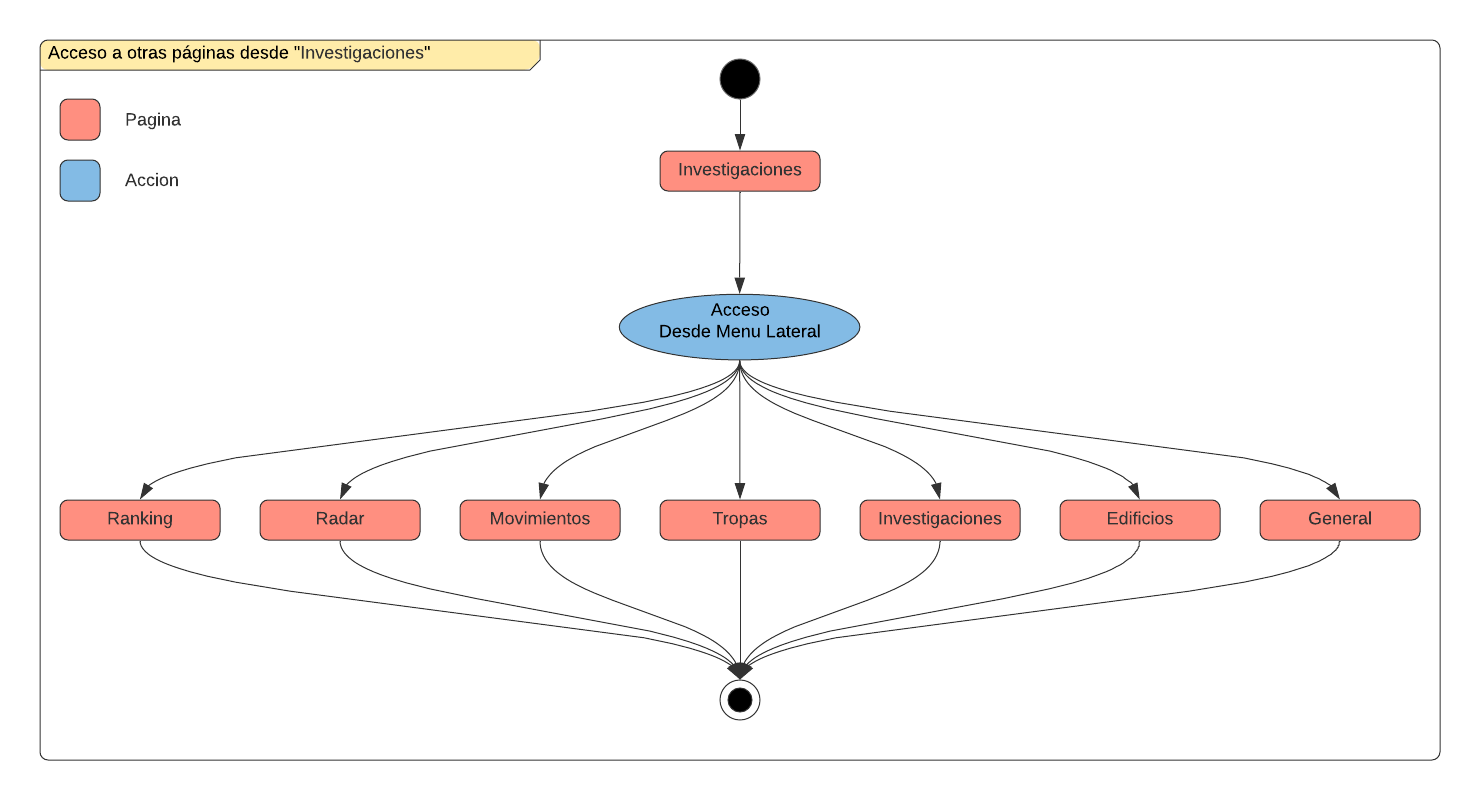 Acceso a otras páginas desde "Investigaciones"
Pagina
Accion
Investigaciones
Acceso
Desde Menu Lateral
Ranking
Radar
Movimientos
Tropas
Investigaciones
Edificios
General